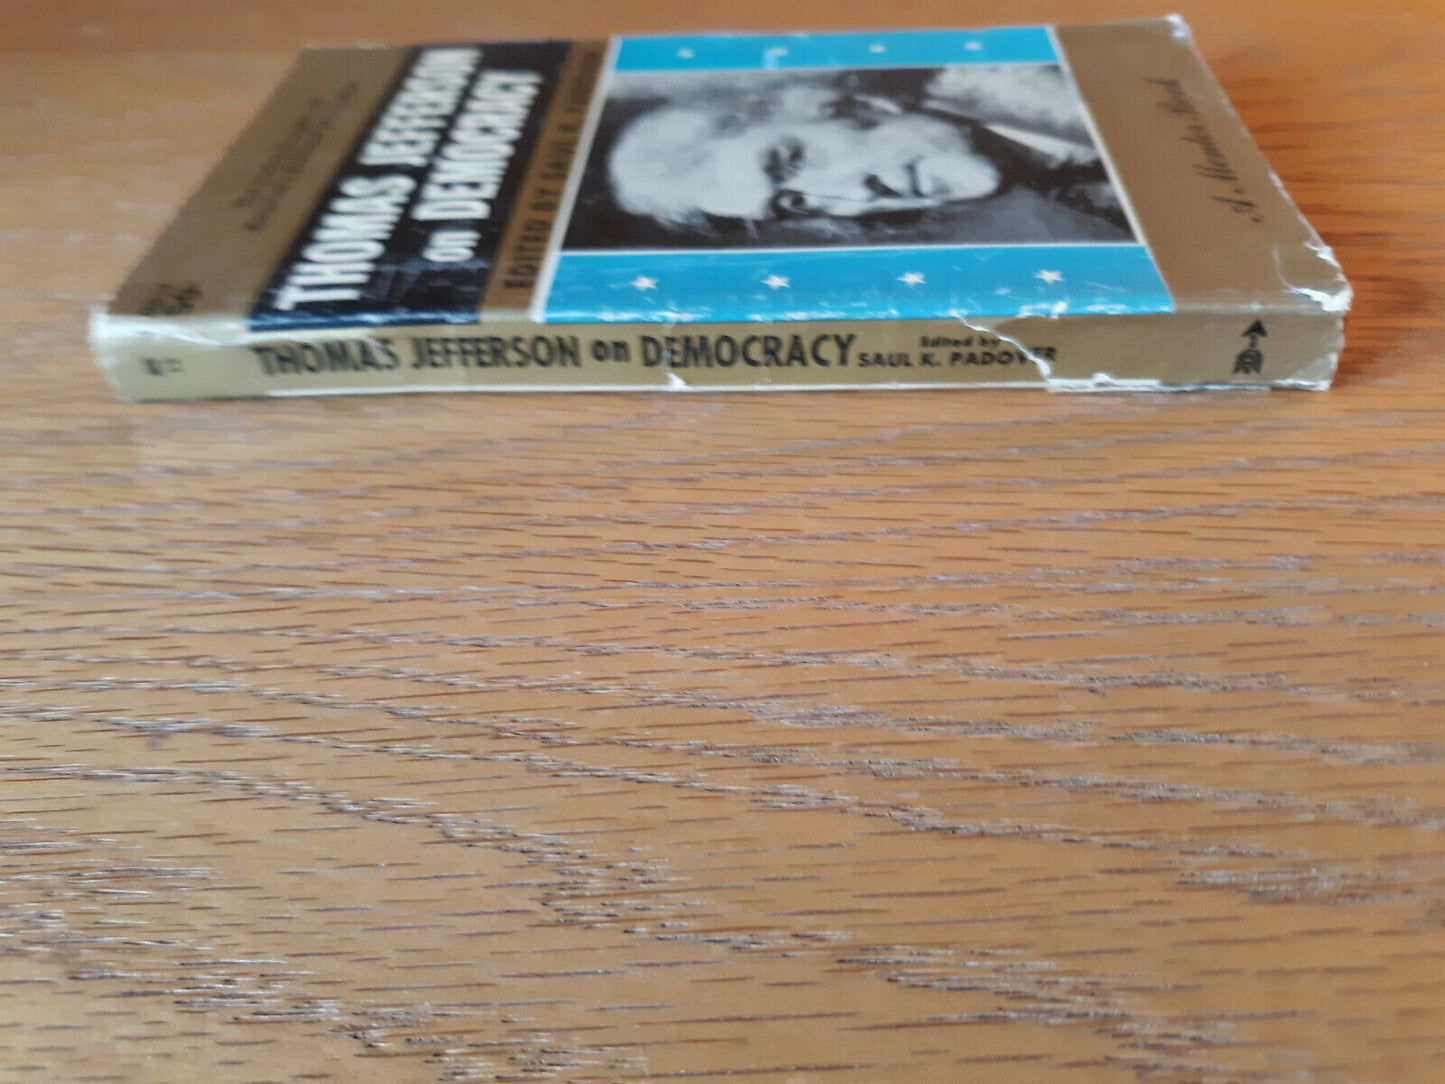 THOMAS JEFFERSON
on DEMOCRACY
EDITED BY SAUL K. PADOVER
A Mentor Book
THOMAS JEFFERSON on DEMOCRACY
Edited by
SAUL K. PADOVER